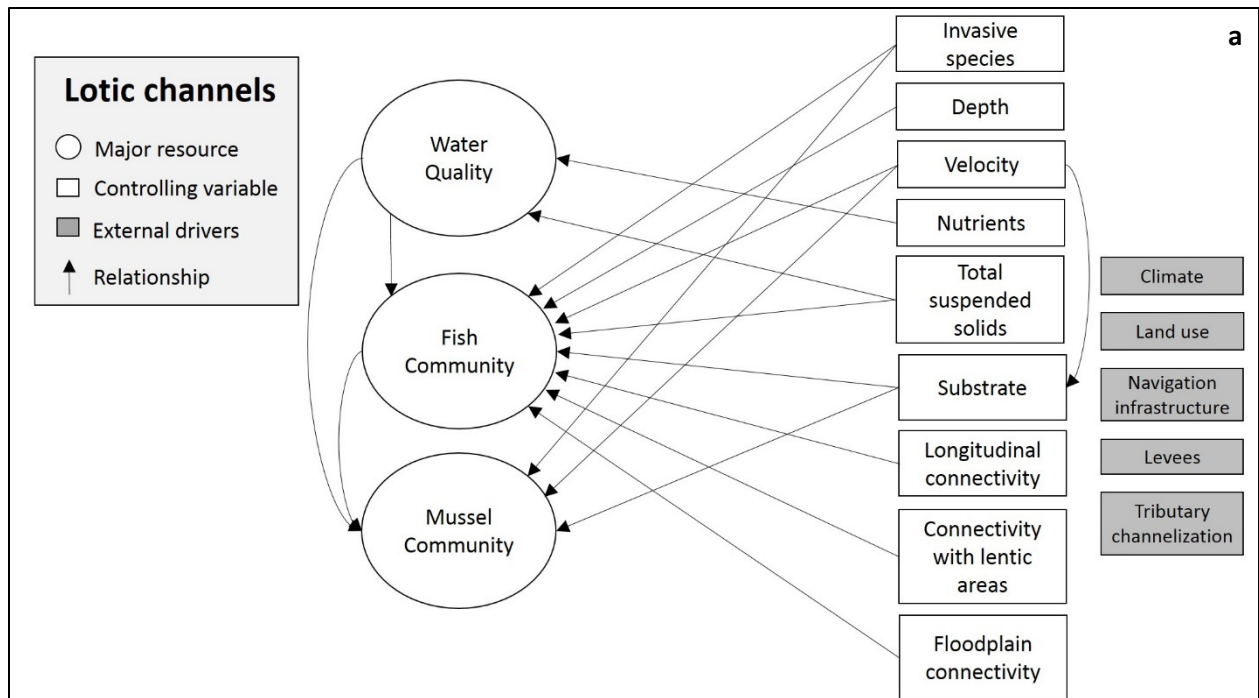 a
Lotic channels
Major resource
Controlling variable
External drivers
Relationship
Water
Quality
Fish
Community
Mussel
Community
Invasive
species
Depth
Velocity
Nutrients
Total
suspended
solids
Substrate
Longitudinal
connectivity
Connectivity
with lentic
areas
Floodplain
connectivity
Climate
Land use
Navigation
infrastructure
Levees
Tributary
channelization